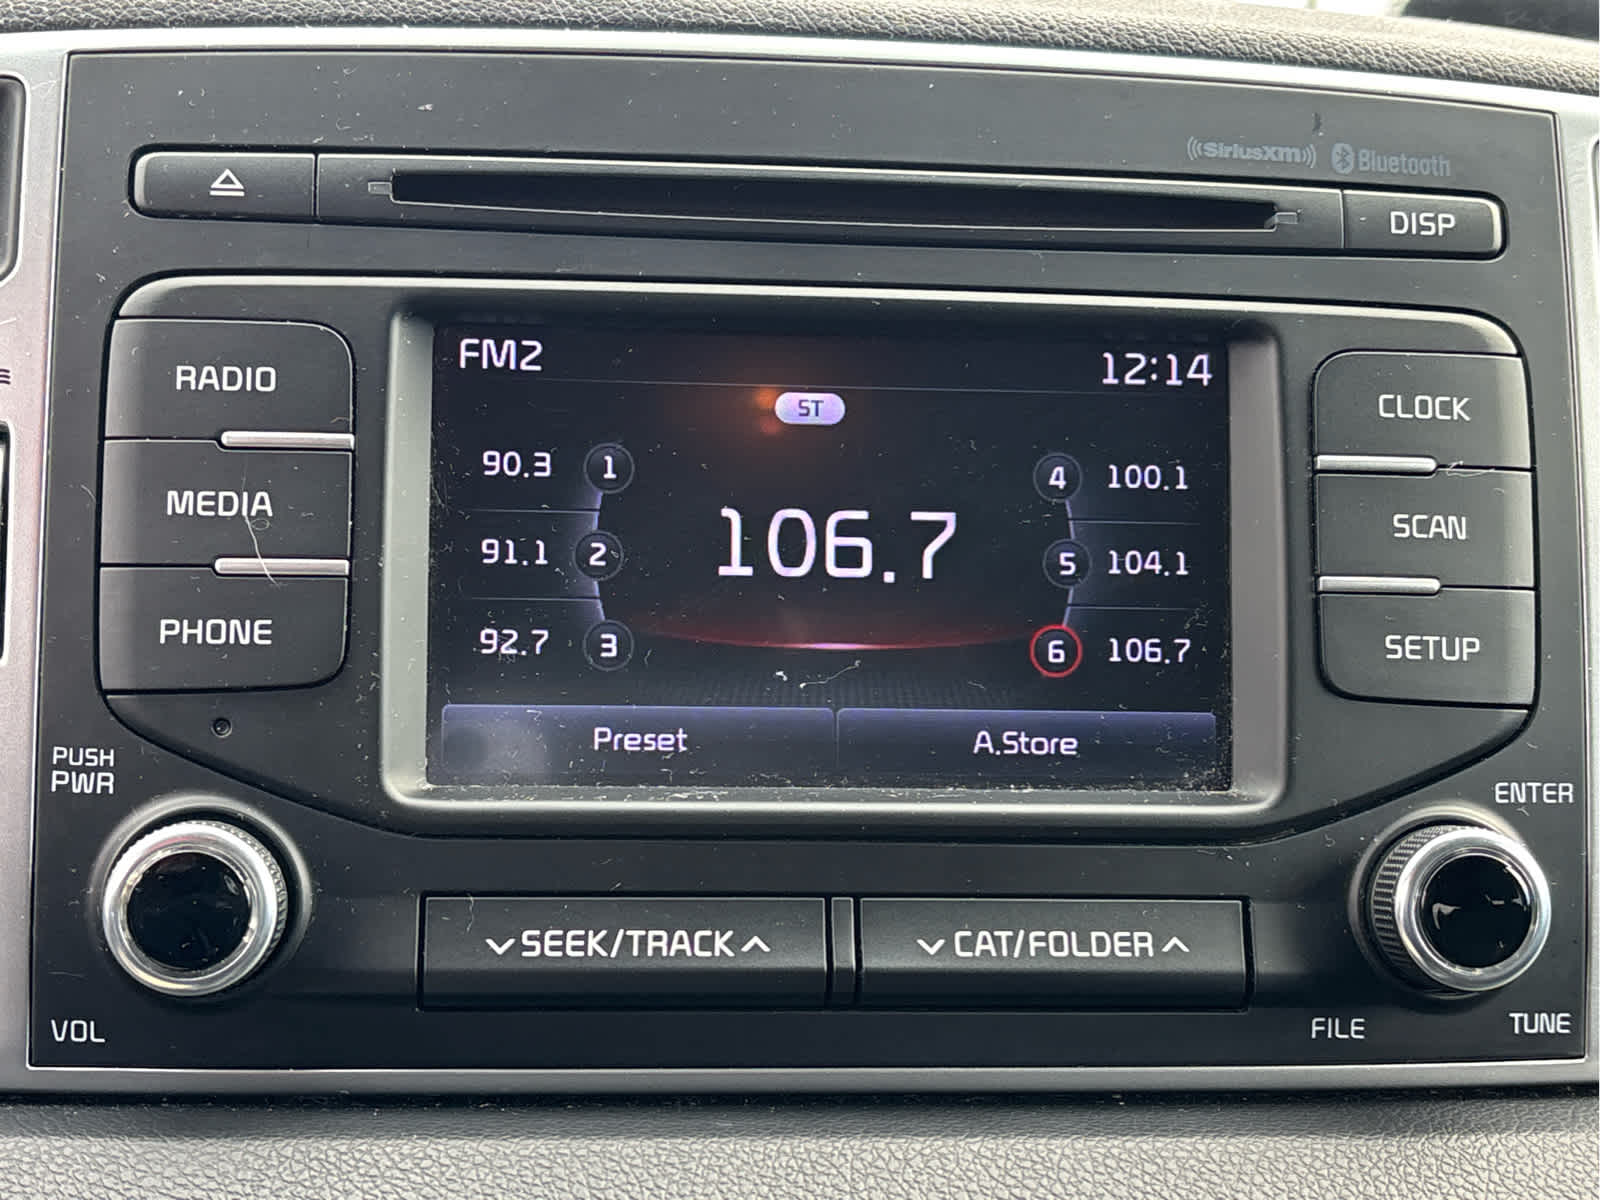 ((SiriusXM)) Bluetooth
DISP
RADIO
MEDIA
PHONE
FM2
12:14
ST
90.3 1
91.1 2
92.7 3
106.7
4 100.1
5 104.1
6 106.7
Preset
A.Store
CLOCK
SCAN
SETUP
PUSH
PWR
VOL
SEEK/TRACK
CAT/FOLDER
ENTER
FILE
TUNE